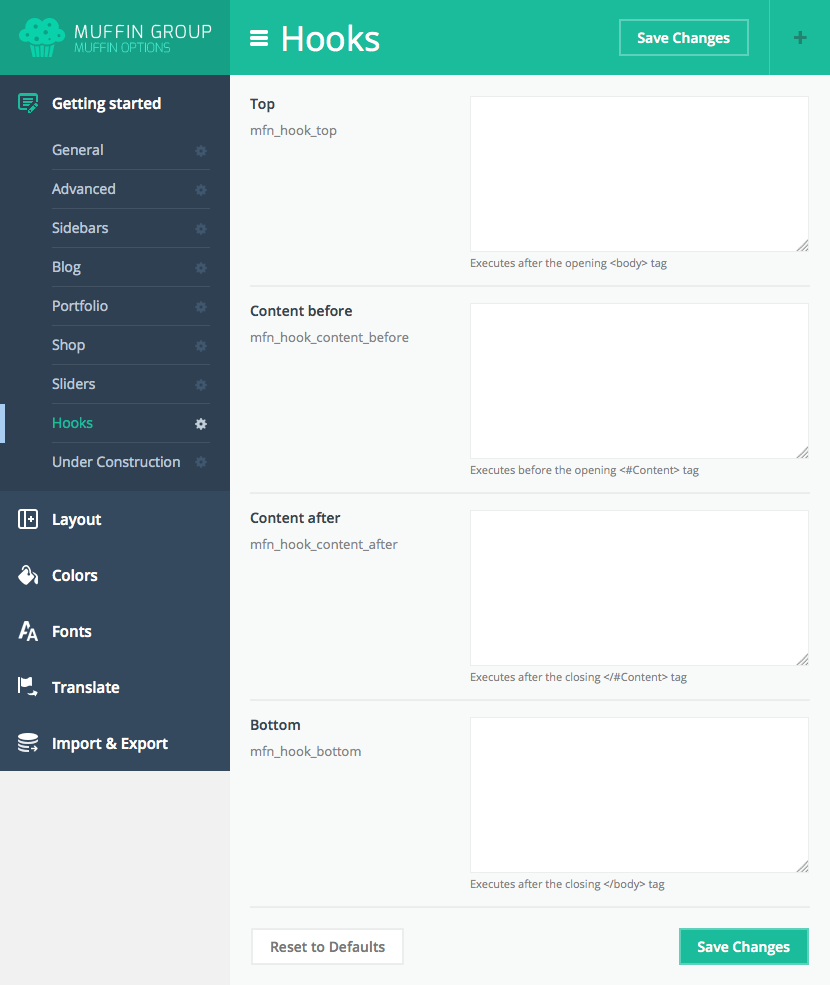 MUFFIN GROUP
MUFFIN OPTIONS
Hooks
Save Changes
+
Getting started
General
Advanced
Sidebars
Blog
Portfolio
Shop
Sliders
Hooks
Under Construction
Layout
Colors
Fonts
Translate
Import & Export
Top
mfn_hook_top
Executes after the opening <body> tag
Content before
mfn_hook_content_before
Executes before the opening <#Content> tag
Content after
mfn_hook_content_after
Executes after the closing </#Content> tag
Bottom
mfn_hook_bottom
Executes after the closing </body> tag
Reset to Defaults
Save Changes